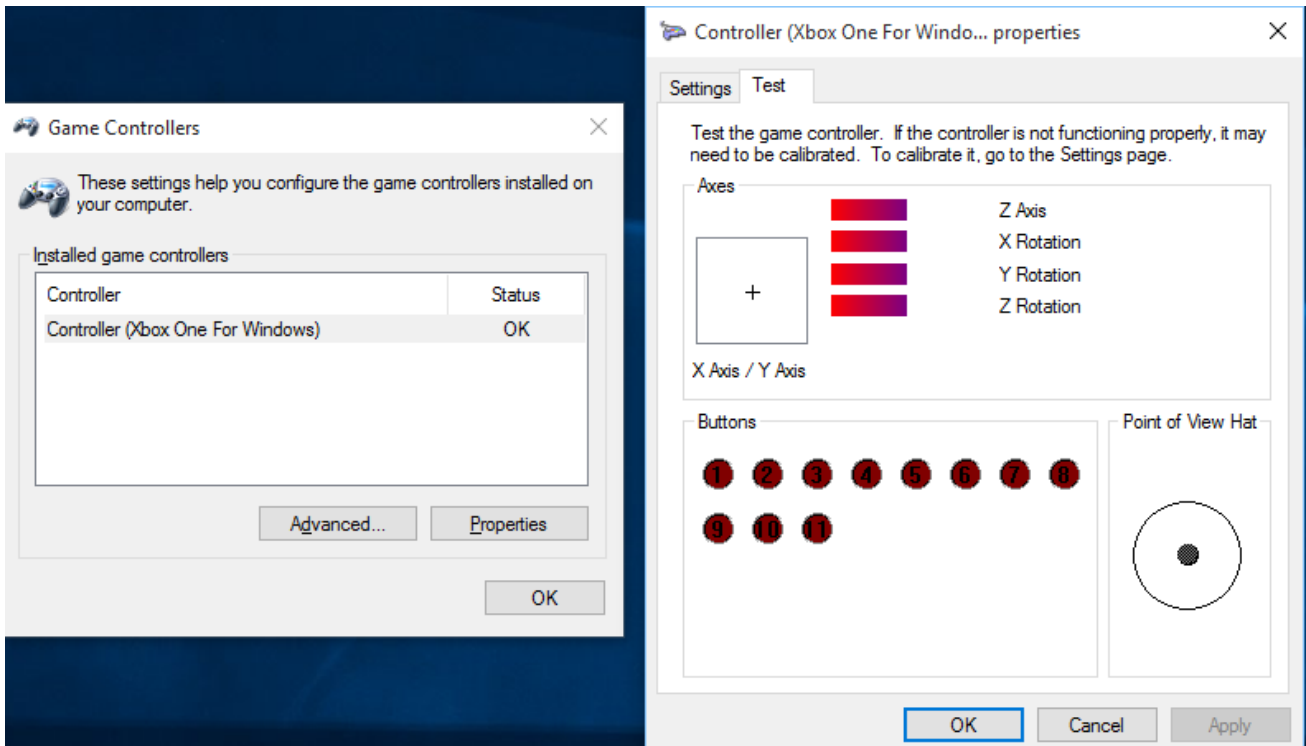 Game Controllers
These settings help you configure the game controllers installed on
your computer.
Installed game controllers
Controller Status
Controller (Xbox One For Windows) OK
Advanced... Properties
OK
Controller (Xbox One For Windo... properties
Settings Test
Test the game controller. If the controller is not functioning properly, it may
need to be calibrated. To calibrate it, go to the Settings page.
Axes
Z Axis
X Rotation
Y Rotation
Z Rotation
X Axis / Y Axis
Buttons
1 2 3 4 5 6 7 8
9 10 11
Point of View Hat
OK Cancel Apply